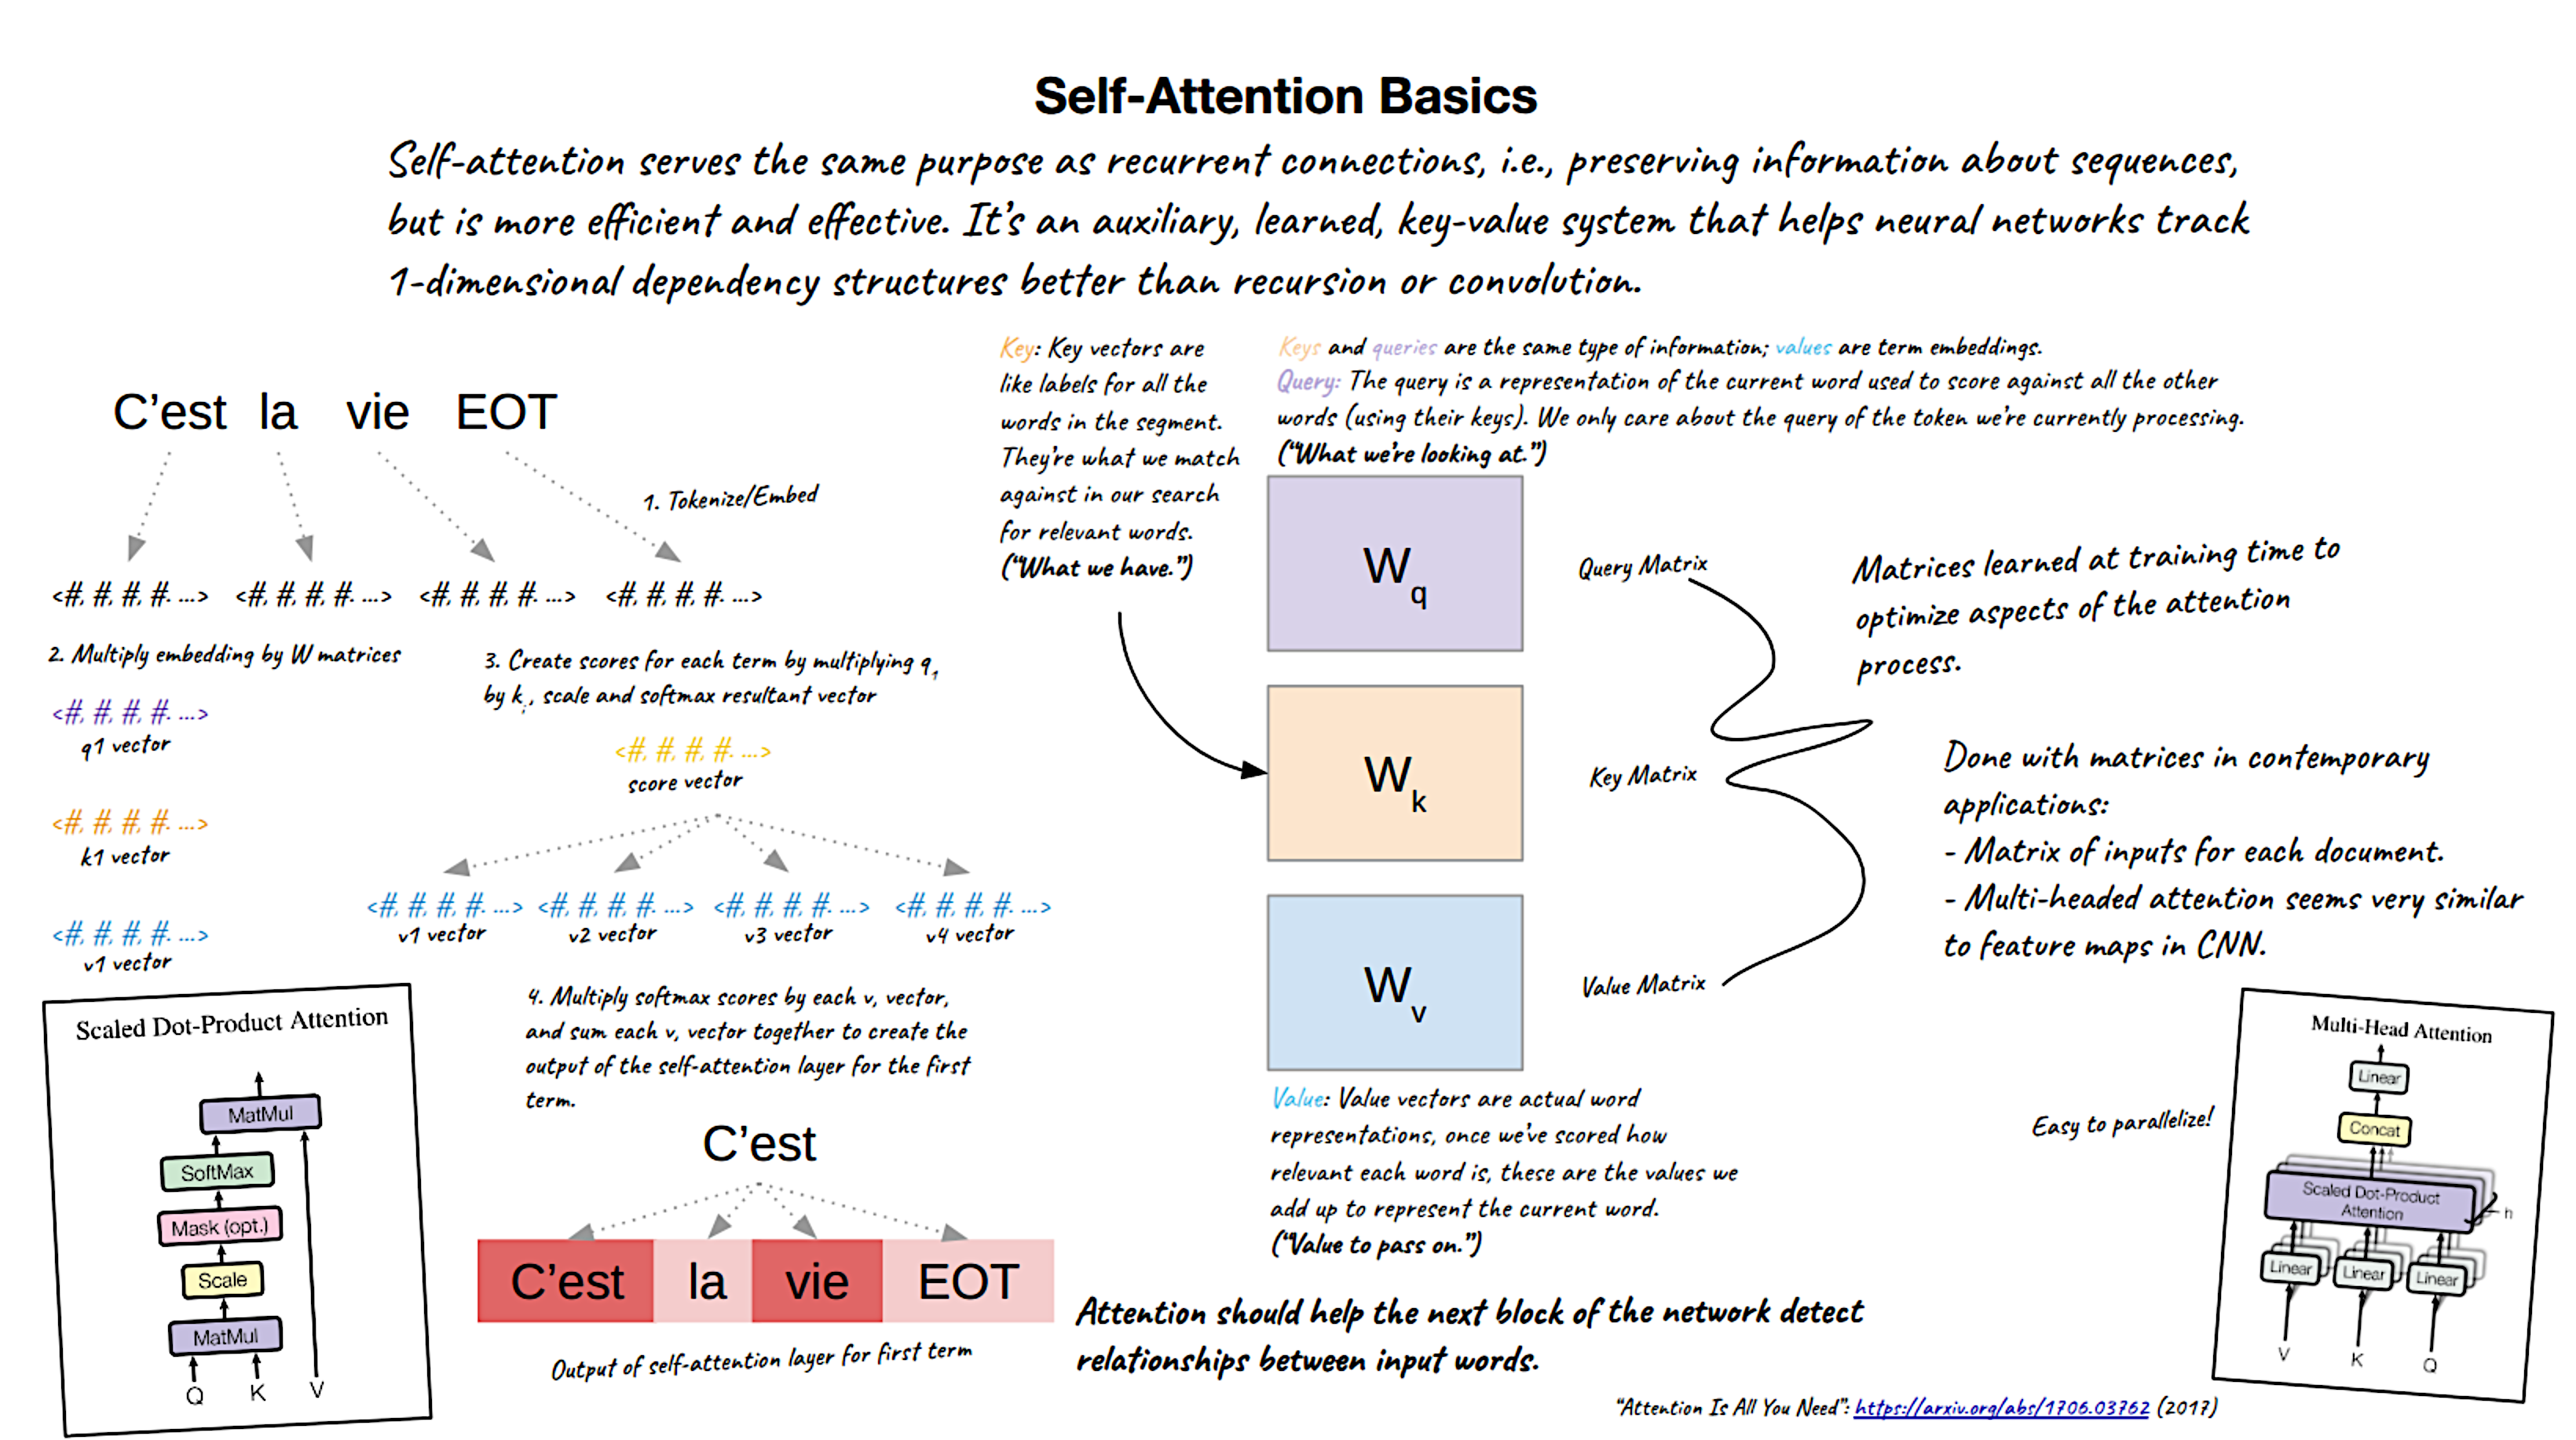 Self-Attention Basics
Self-attention serves the same purpose as recurrent connections, i.e., preserving information about sequences,
but is more efficient and effective. It's an auxiliary, learned, key-value system that helps neural networks track
1-dimensional dependency structures better than recursion or convolution.
C'est la vie EOT
1. Tokenize/Embed
<#, #, #, #. ...> <#, #, #, #. ...> <#, #, #, #. ...> <#, #, #, #. ...>
2. Multiply embedding by W matrices
<#, #, #, #. ...>
q1 vector
<#, #, #, #. ...>
k1 vector
<#, #, #, #. ...>
v1 vector
3. Create scores for each term by multiplying q1
by ki, scale and softmax resultant vector
<#, #, #, #. ...>
score vector
<#, #, #, #. ...> <#, #, #, #. ...> <#, #, #, #. ...> <#, #, #, #. ...>
v1 vector v2 vector v3 vector v4 vector
4. Multiply softmax scores by each v, vector,
and sum each v, vector together to create the
output of the self-attention layer for the first
term.
C'est
C'est la vie EOT
Output of self-attention layer for first term
Scaled Dot-Product Attention
MatMul
SoftMax
Mask (opt.)
Scale
MatMul
Q K V
Key: Key vectors are
like labels for all the
words in the segment.
They're what we match
against in our search
for relevant words.
("What we have.")
Keys and queries are the same type of information; values are term embeddings.
Query: The query is a representation of the current word used to score against all the other
words (using their keys). We only care about the query of the token we're currently processing.
("What we're looking at.")
Wq
Query Matrix
Wk
Key Matrix
Wv
Value Matrix
Matrices learned at training time to
optimize aspects of the attention
process.
Done with matrices in contemporary
applications:
- Matrix of inputs for each document.
- Multi-headed attention seems very similar
to feature maps in CNN.
Value: Value vectors are actual word
representations, once we've scored how
relevant each word is, these are the values we
add up to represent the current word.
("Value to pass on.")
Attention should help the next block of the network detect
relationships between input words.
Easy to parallelize!
Multi-Head Attention
Linear
Concat
Scaled Dot-Product
Attention
h
Linear Linear Linear
V K Q
"Attention Is All You Need": https://arxiv.org/abs/1706.03762 (2017)